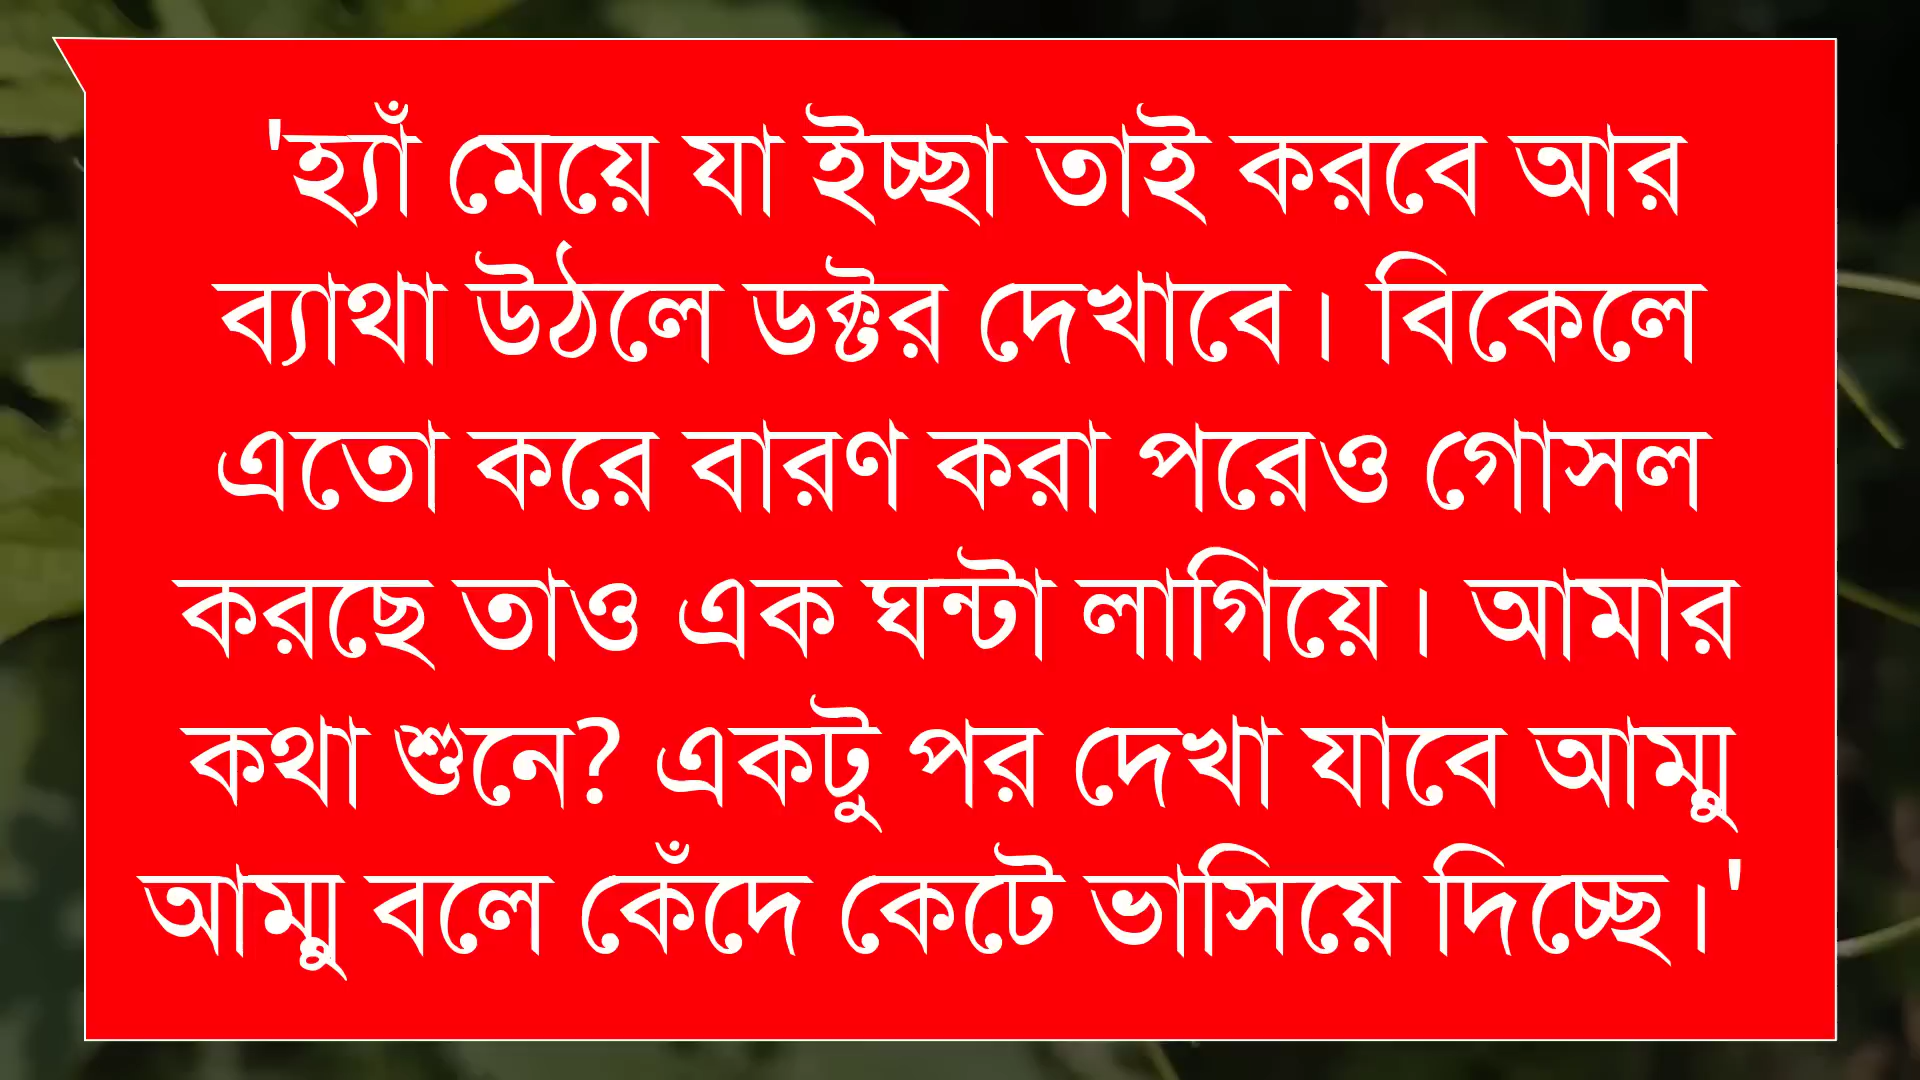 'হ্যাঁ মেয়ে যা ইচ্ছা তাই করবে আর
ব্যাথা উঠলে ডক্টর দেখাবে। বিকেলে
এতো করে বারণ করা পরেও গোসল
করছে তাও এক ঘন্টা লাগিয়ে। আমার
কথা শুনে? একটু পর দেখা যাবে আম্মু
আম্মু বলে কেঁদে কেটে ভাসিয়ে দিচ্ছে।'